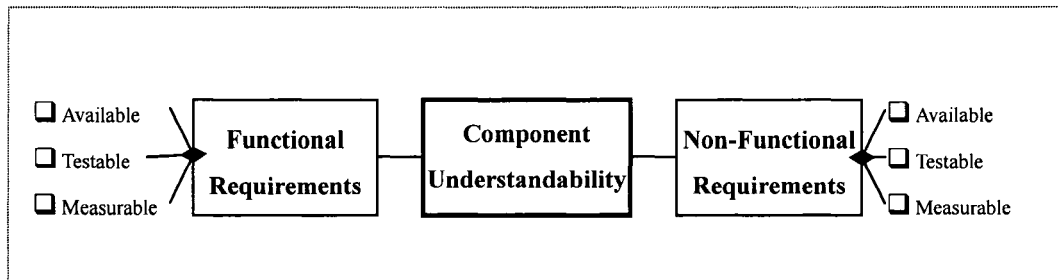 Available
Testable
Measurable
Functional
Requirements
Component
Understandability
Non-Functional
Requirements
Available
Testable
Measurable